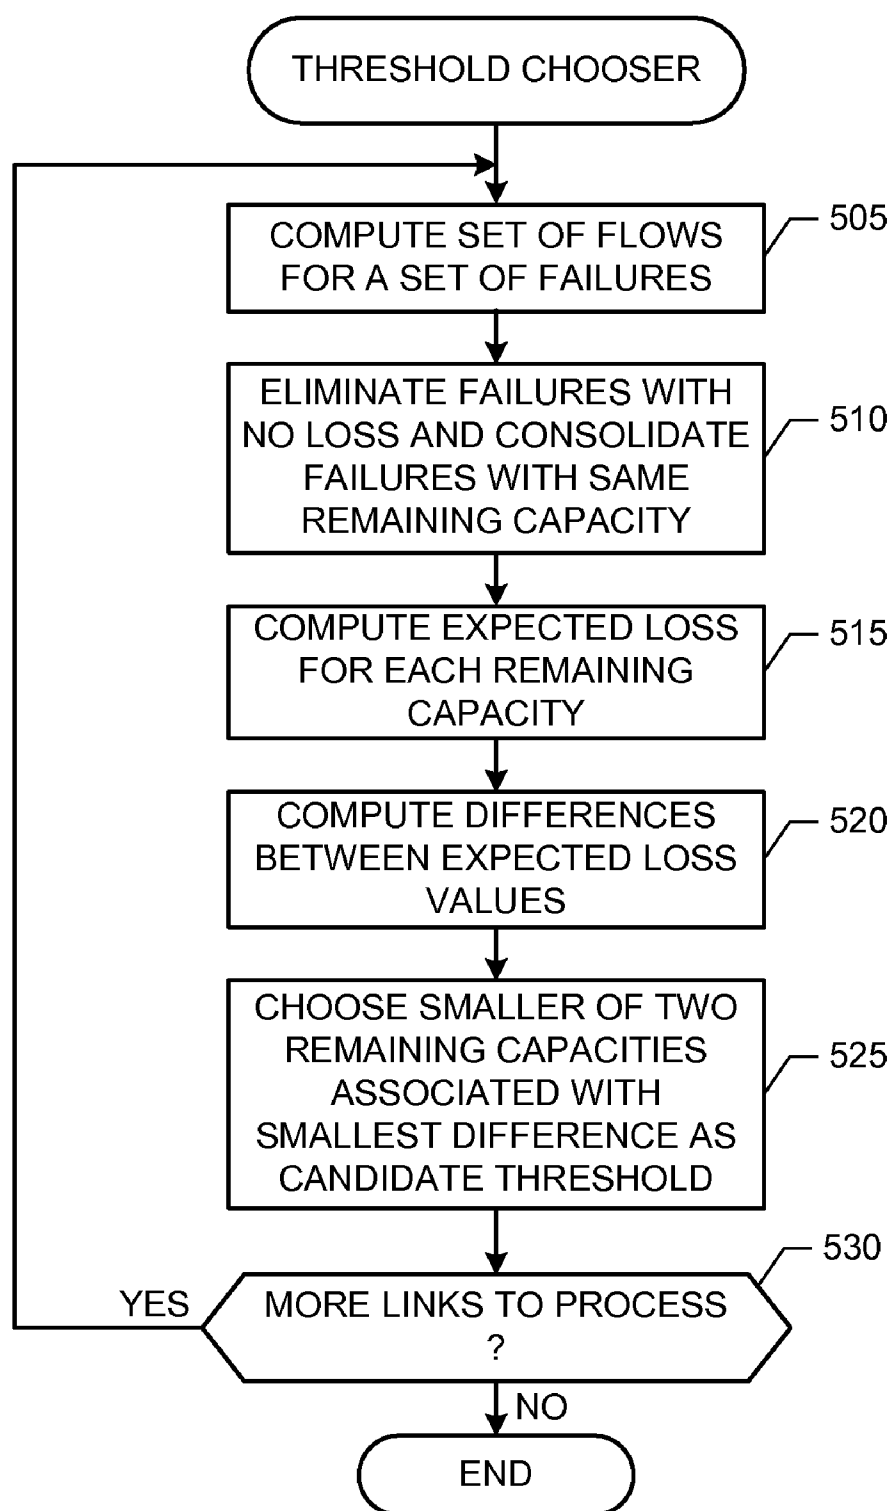 THRESHOLD CHOOSER
COMPUTE SET OF FLOWS
FOR A SET OF FAILURES
505
ELIMINATE FAILURES WITH
NO LOSS AND CONSOLIDATE
FAILURES WITH SAME
REMAINING CAPACITY
510
COMPUTE EXPECTED LOSS
FOR EACH REMAINING
CAPACITY
515
COMPUTE DIFFERENCES
BETWEEN EXPECTED LOSS
VALUES
520
CHOOSE SMALLER OF TWO
REMAINING CAPACITIES
ASSOCIATED WITH
SMALLEST DIFFERENCE AS
CANDIDATE THRESHOLD
525
MORE LINKS TO PROCESS
?
530
YES
NO
END